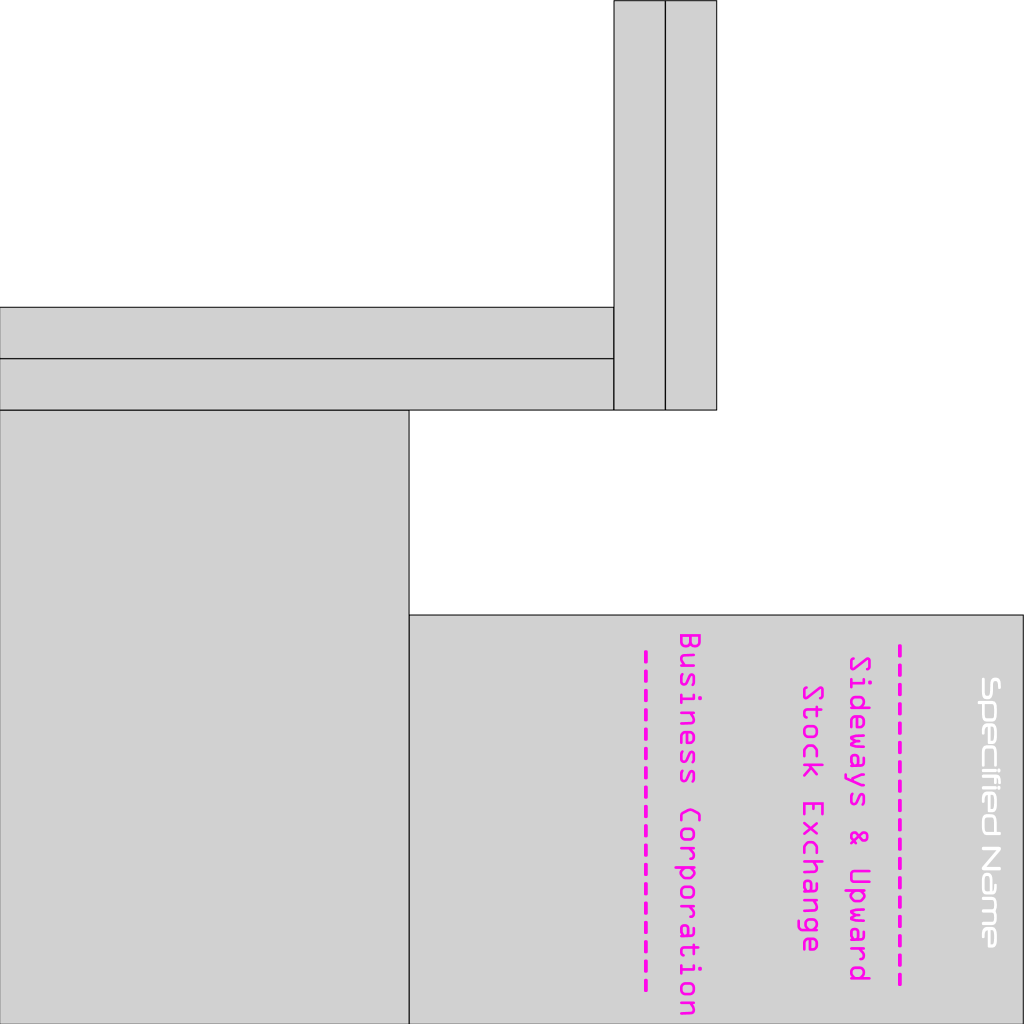 Specified Name
------------------
Sideways & Upward
Stock Exchange
Business Corporation
------------------